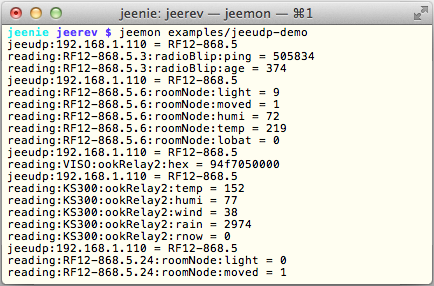 jeenie: jeerev — jeemon — ⌘1
jeenie jeerev $ jeemon examples/jeeudp-demo
jeeudp:192.168.1.110 = RF12-868.5
reading:RF12-868.5.3:radioBlip:ping = 505834
reading:RF12-868.5.3:radioBlip:age = 374
jeeudp:192.168.1.110 = RF12-868.5
reading:RF12-868.5.6:roomNode:light = 9
reading:RF12-868.5.6:roomNode:moved = 1
reading:RF12-868.5.6:roomNode:humi = 72
reading:RF12-868.5.6:roomNode:temp = 219
reading:RF12-868.5.6:roomNode:lobat = 0
jeeudp:192.168.1.110 = RF12-868.5
reading:VISO:ookRelay2:hex = 94f7050000
jeeudp:192.168.1.110 = RF12-868.5
reading:KS300:ookRelay2:temp = 152
reading:KS300:ookRelay2:humi = 77
reading:KS300:ookRelay2:wind = 38
reading:KS300:ookRelay2:rain = 2974
reading:KS300:ookRelay2:rnow = 0
jeeudp:192.168.1.110 = RF12-868.5
reading:RF12-868.5.24:roomNode:light = 0
reading:RF12-868.5.24:roomNode:moved = 1